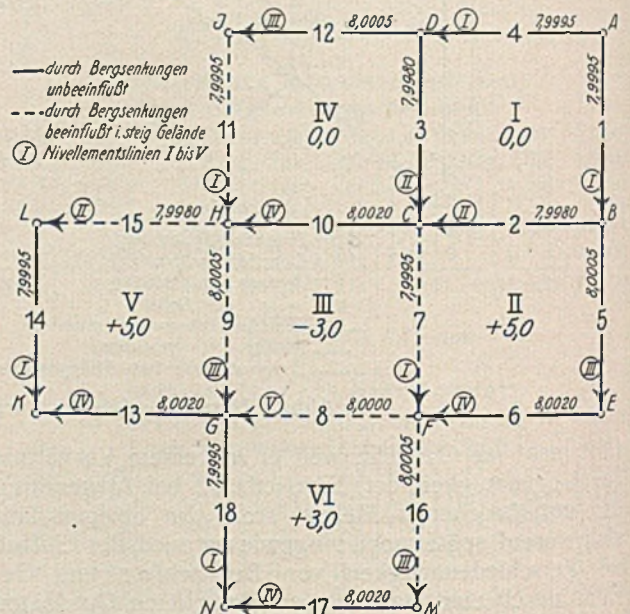 J III 12 8,0005 D I 4 7,9995 A
durch Bergsenkungen
unbeeinflußt
durch Bergsenkungen
beeinflußt i. steig Gelände
I Nivellementslinien I bis V
7,9995 7,9980 7,9995
IV I
0,0 0,0
11 3 1
I II I
L II 15 7,9980 H IV 10 8,0020 C II 2 7,9980 B
7,9995 8,0005 7,9995 8,0005
V III II
+5,0 -3,0 +5,0
14 9 7 5
I III I III
K IV 13 8,0020 G V 8 8,0000 F IV 6 8,0020 E
7,9995 8,0005
VI
+3,0
18 16
I III
N IV 17 8,0020 M